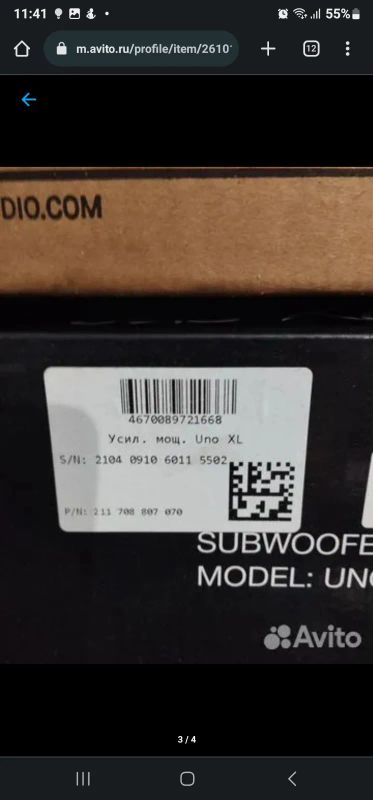 11:41
55%
m.avito.ru/profile/item/2610
12
DIO.COM
4670089721668
Усил. мощ. Uno XL
S/N: 2104 0910 6011 5502
P/N: 211 708 807 070
SUBWOOFE
MODEL: UN
Avito
3 / 4